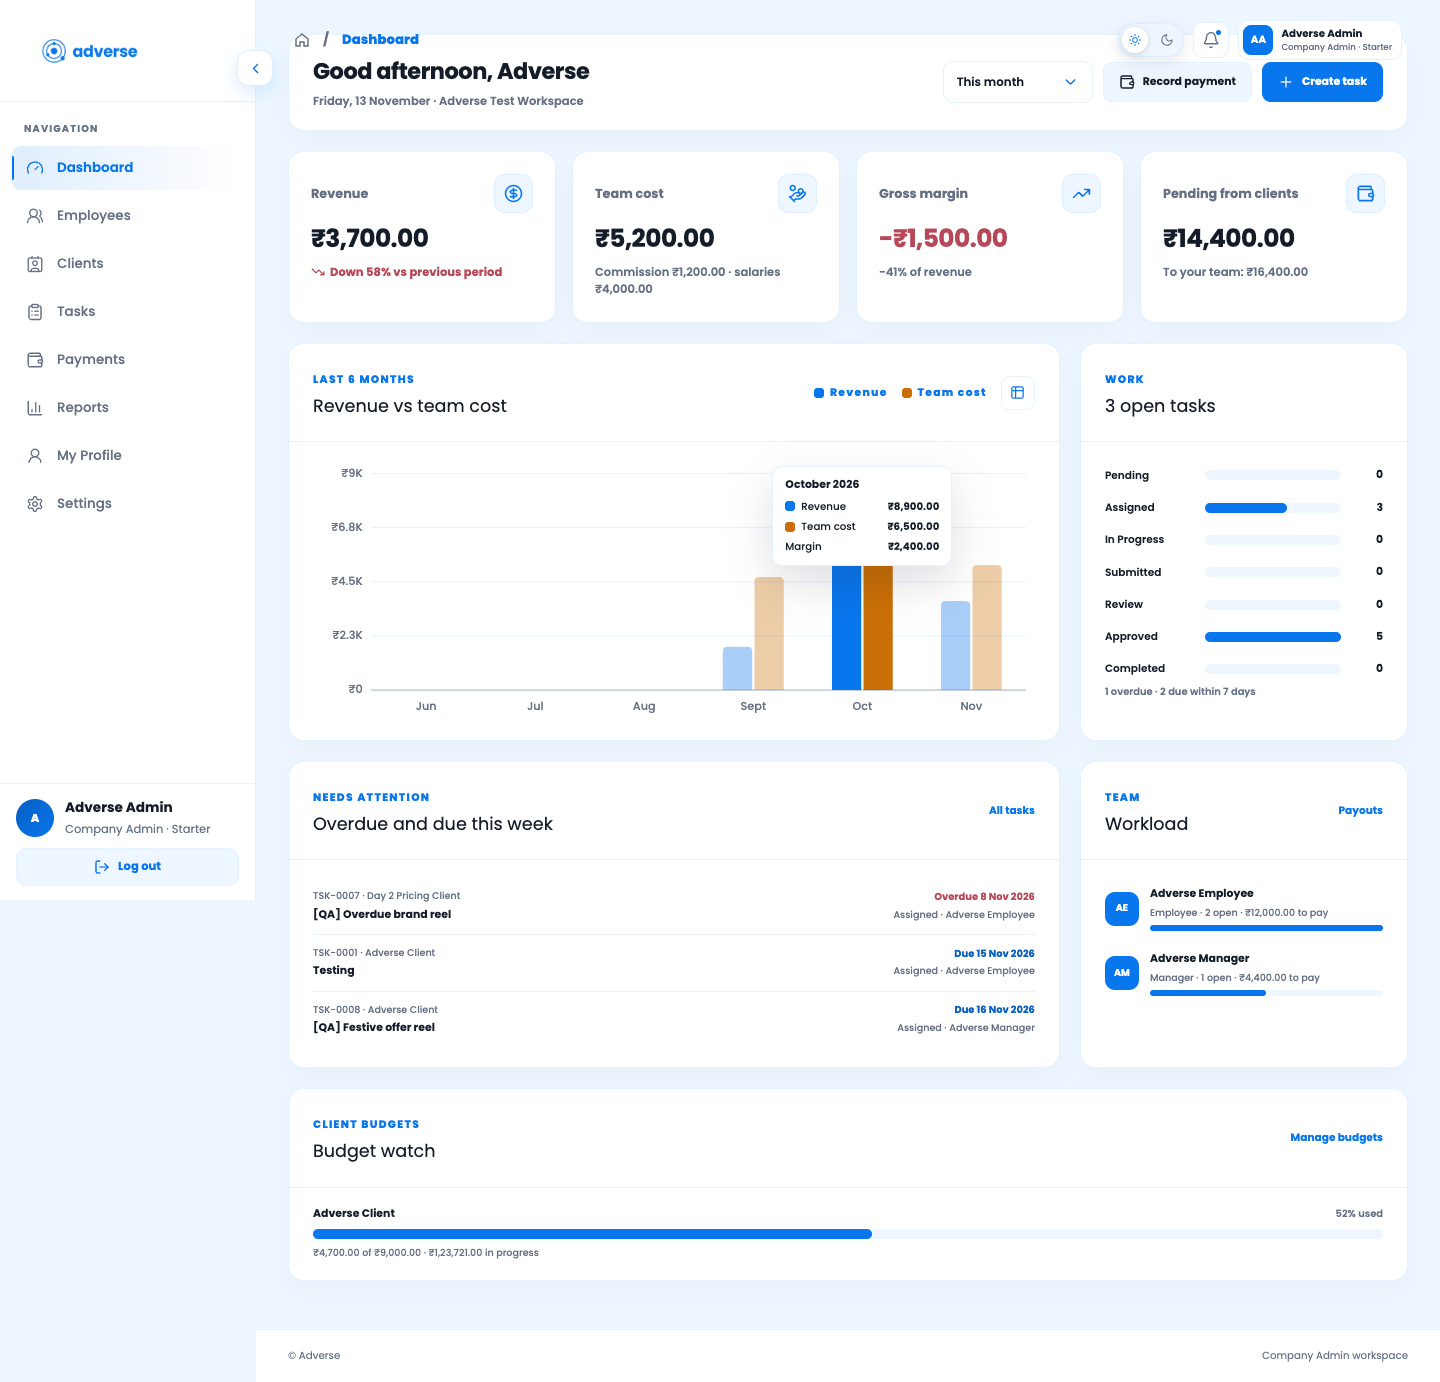 adverse
NAVIGATION
Dashboard
Employees
Clients
Tasks
Payments
Reports
My Profile
Settings
A
Adverse Admin
Company Admin · Starter
Log out
/ Dashboard
AA
Adverse Admin
Company Admin · Starter
Good afternoon, Adverse
Friday, 13 November · Adverse Test Workspace
This month
Record payment
Create task
Revenue
₹3,700.00
Down 58% vs previous period
Team cost
₹5,200.00
Commission ₹1,200.00 · salaries
₹4,000.00
Gross margin
-₹1,500.00
-41% of revenue
Pending from clients
₹14,400.00
To your team: ₹16,400.00
LAST 6 MONTHS
Revenue vs team cost
Revenue
Team cost
₹9K
₹6.8K
₹4.5K
₹2.3K
₹0
Jun
Jul
Aug
Sept
Oct
Nov
October 2026
Revenue ₹8,900.00
Team cost ₹6,500.00
Margin ₹2,400.00
WORK
3 open tasks
Pending 0
Assigned 3
In Progress 0
Submitted 0
Review 0
Approved 5
Completed 0
1 overdue · 2 due within 7 days
NEEDS ATTENTION
Overdue and due this week
All tasks
TSK-0007 · Day 2 Pricing Client
[QA] Overdue brand reel
Overdue 8 Nov 2026
Assigned · Adverse Employee
TSK-0001 · Adverse Client
Testing
Due 15 Nov 2026
Assigned · Adverse Employee
TSK-0008 · Adverse Client
[QA] Festive offer reel
Due 16 Nov 2026
Assigned · Adverse Manager
TEAM
Workload
Payouts
AE
Adverse Employee
Employee · 2 open · ₹12,000.00 to pay
AM
Adverse Manager
Manager · 1 open · ₹4,400.00 to pay
CLIENT BUDGETS
Budget watch
Manage budgets
Adverse Client
52% used
₹4,700.00 of ₹9,000.00 · ₹1,23,721.00 in progress
© Adverse
Company Admin workspace